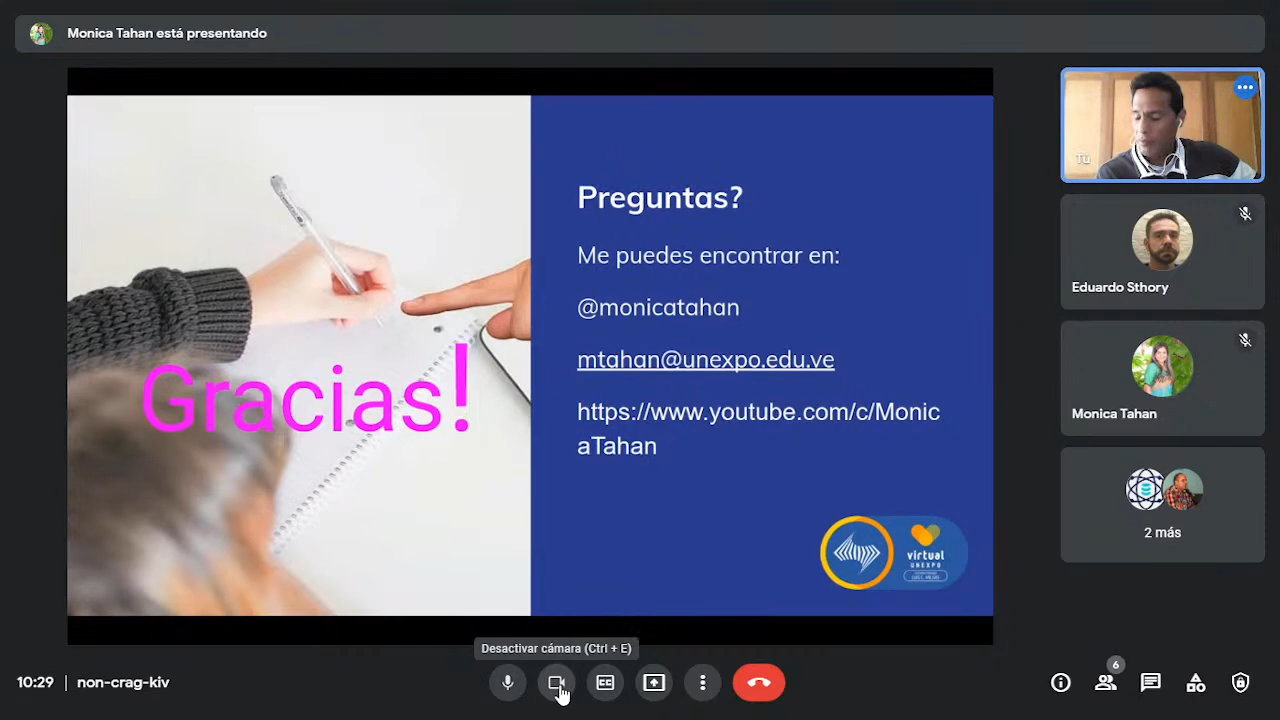 Monica Tahan está presentando
Preguntas?
Me puedes encontrar en:
@monicatahan
mtahan@unexpo.edu.ve
https://www.youtube.com/c/Monic
aTahan
Gracias!
virtual
UNEXPO
Tú
Eduardo Sthory
Monica Tahan
2 más
Desactivar cámara (Ctrl + E)
10:29 | non-crag-kiv
CC
6